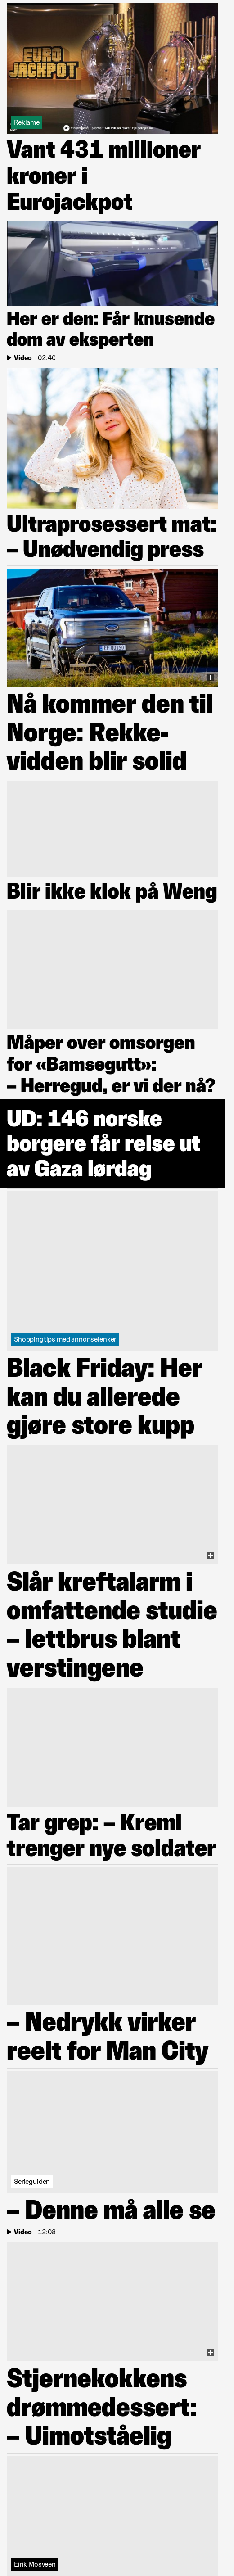 EURO
JACKPOT
Reklame
Vant 431 millioner
kroner i
Eurojackpot
Her er den: Får knusende
dom av eksperten
Video | 02:40
Ultraprosessert mat:
– Unødvendig press
Nå kommer den til
Norge: Rekke-
vidden blir solid
Blir ikke klok på Weng
Måper over omsorgen
for «Bamsegutt»:
– Herregud, er vi der nå?
UD: 146 norske
borgere får reise ut
av Gaza lørdag
Shoppingtips med annonselenker
Black Friday: Her
kan du allerede
gjøre store kupp
Slår kreftalarm i
omfattende studie
– lettbrus blant
verstingene
Tar grep: – Kreml
trenger nye soldater
– Nedrykk virker
reelt for Man City
Serieguiden
– Denne må alle se
Video | 12:08
Stjernekokkens
drømmedessert:
– Uimotståelig
Eirik Mosveen